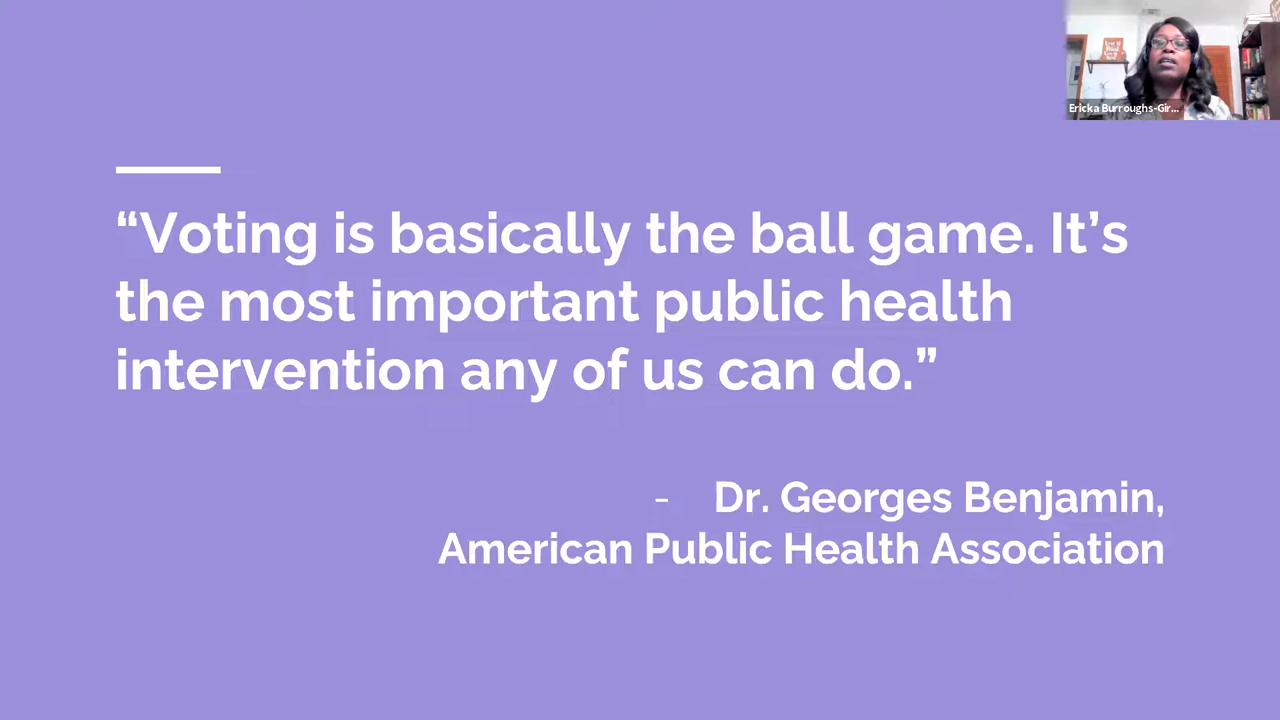 Ericka Burroughs-Gir...
“Voting is basically the ball game. It’s
the most important public health
intervention any of us can do.”
- Dr. Georges Benjamin,
American Public Health Association